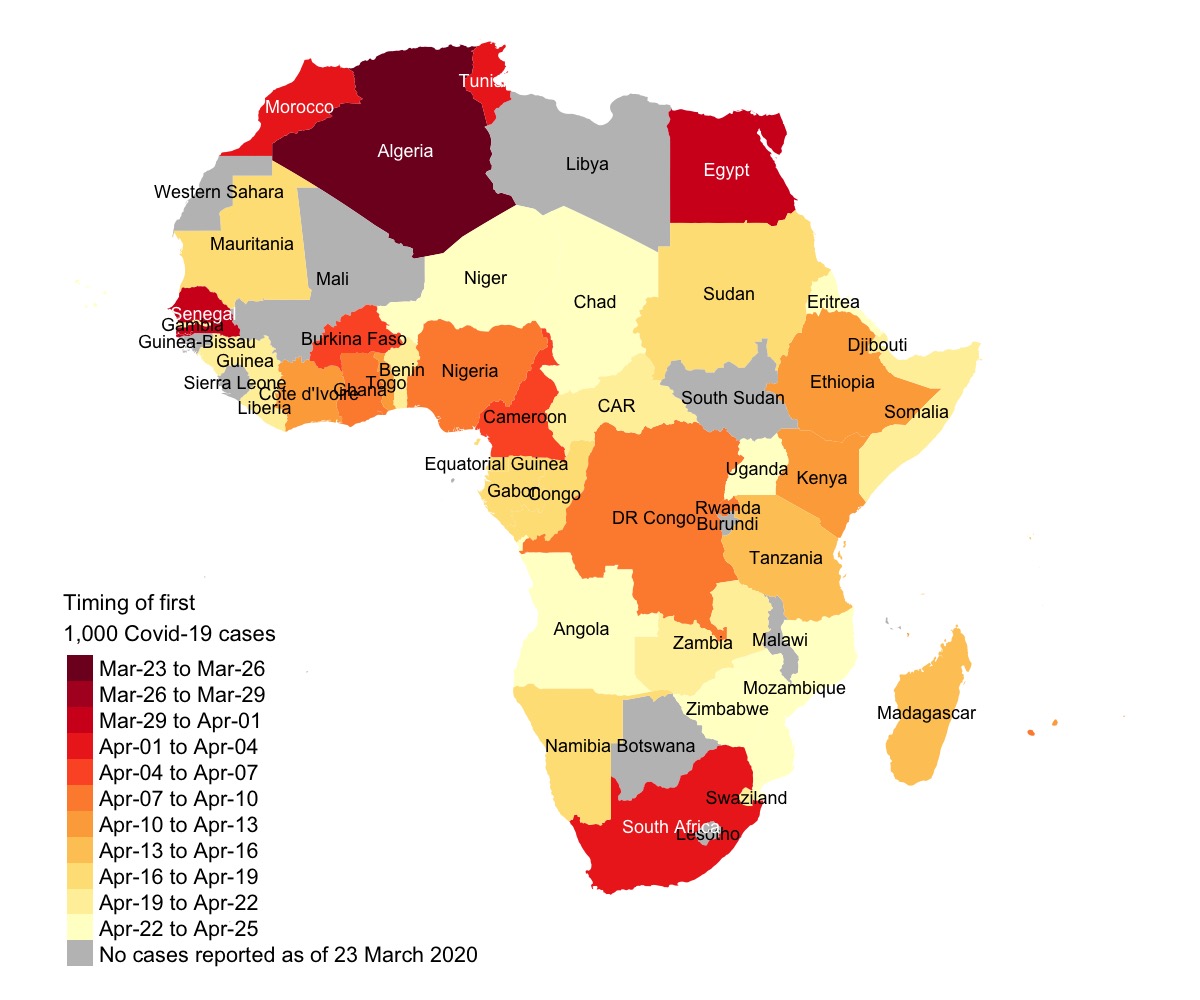 Tunis
Morocco
Algeria
Libya
Egypt
Western Sahara
Mauritania
Mali
Niger
Chad
Sudan
Eritrea
Senegal
Gambia
Guinea-Bissau
Burkina Faso
Djibouti
Guinea
Benin
Nigeria
Sierra Leone
Togo
Ghana
Côte d'Ivoire
Liberia
Ethiopia
South Sudan
Somalia
CAR
Cameroon
Equatorial Guinea
Uganda
Kenya
Gabon
Congo
Rwanda
DR Congo
Burundi
Tanzania
Angola
Zambia
Malawi
Mozambique
Zimbabwe
Madagascar
Namibia
Botswana
Swaziland
South Africa
Lesotho
Timing of first
1,000 Covid-19 cases
Mar-23 to Mar-26
Mar-26 to Mar-29
Mar-29 to Apr-01
Apr-01 to Apr-04
Apr-04 to Apr-07
Apr-07 to Apr-10
Apr-10 to Apr-13
Apr-13 to Apr-16
Apr-16 to Apr-19
Apr-19 to Apr-22
Apr-22 to Apr-25
No cases reported as of 23 March 2020